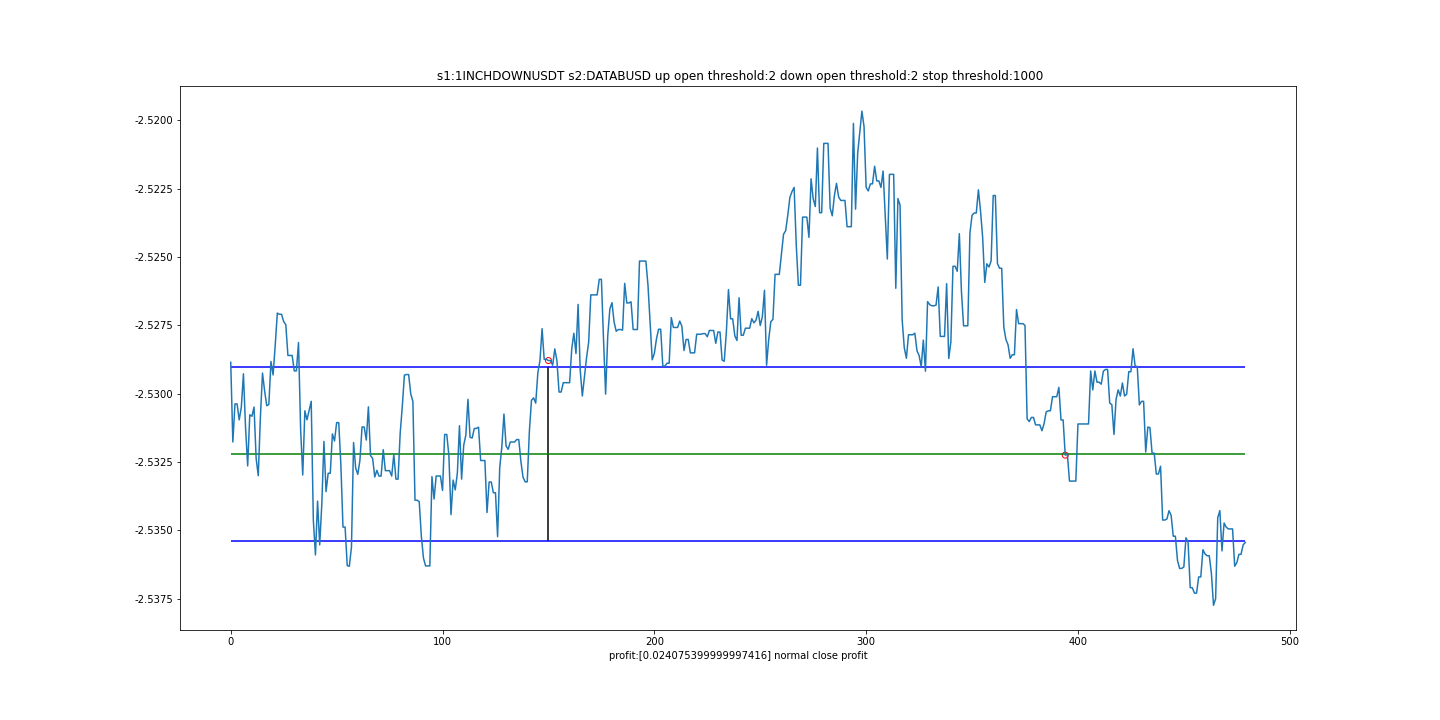 s1:1INCHDOWNUSDT s2:DATABUSD up open threshold:2 down open threshold:2 stop threshold:1000
-2.5200
-2.5225
-2.5250
-2.5275
-2.5300
-2.5325
-2.5350
-2.5375
0 100 200 300 400 500
profit:[0.024075399999997416] normal close profit